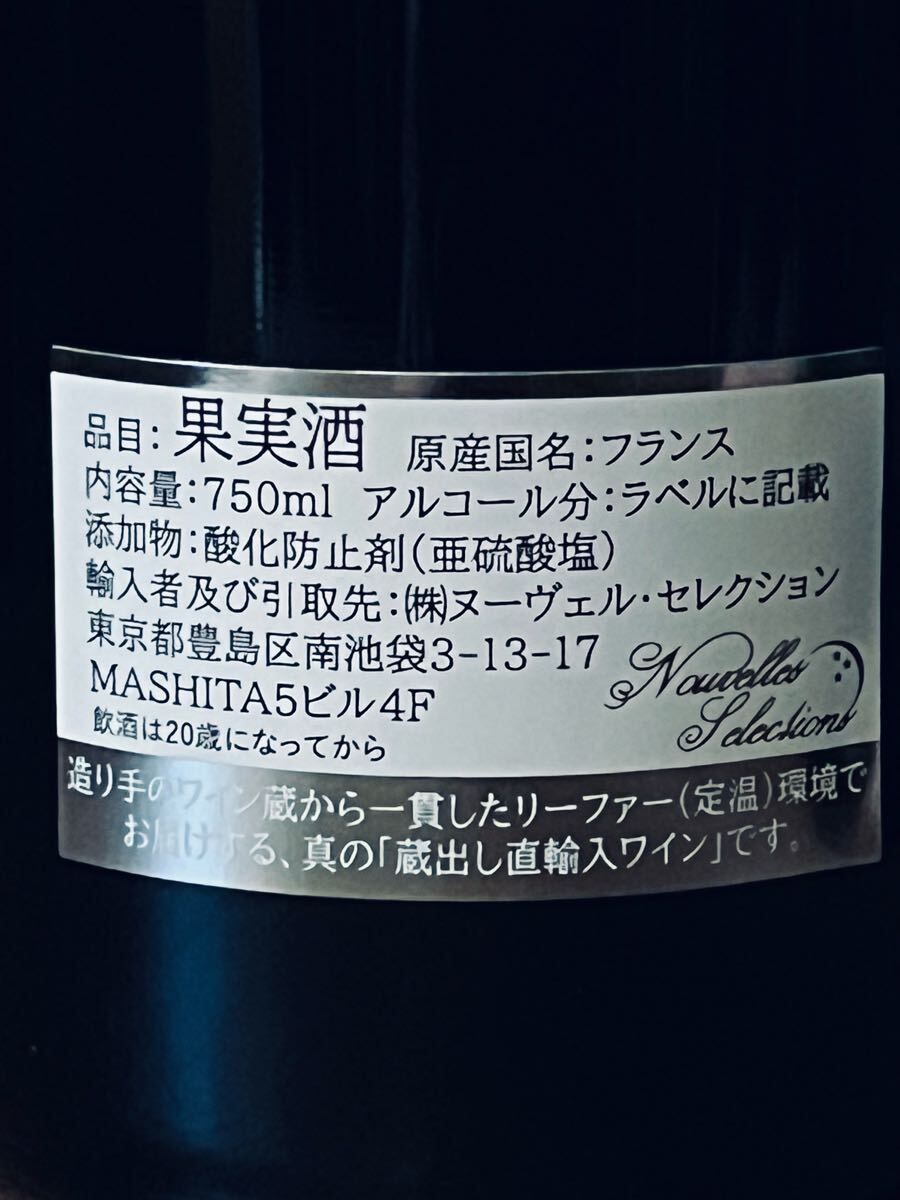 品目：果実酒 原産国名：フランス
内容量：750ml アルコール分：ラベルに記載
添加物：酸化防止剤（亜硫酸塩）
輸入者及び引取先：㈱ヌーヴェル・セレクション
東京都豊島区南池袋3-13-17
MASHITA5ビル4F
飲酒は20歳になってから
Nouvelles
Selections
造り手のワイン蔵から一貫したリーファー（定温）環境で
お届けする、真の「蔵出し直輸入ワイン」です。